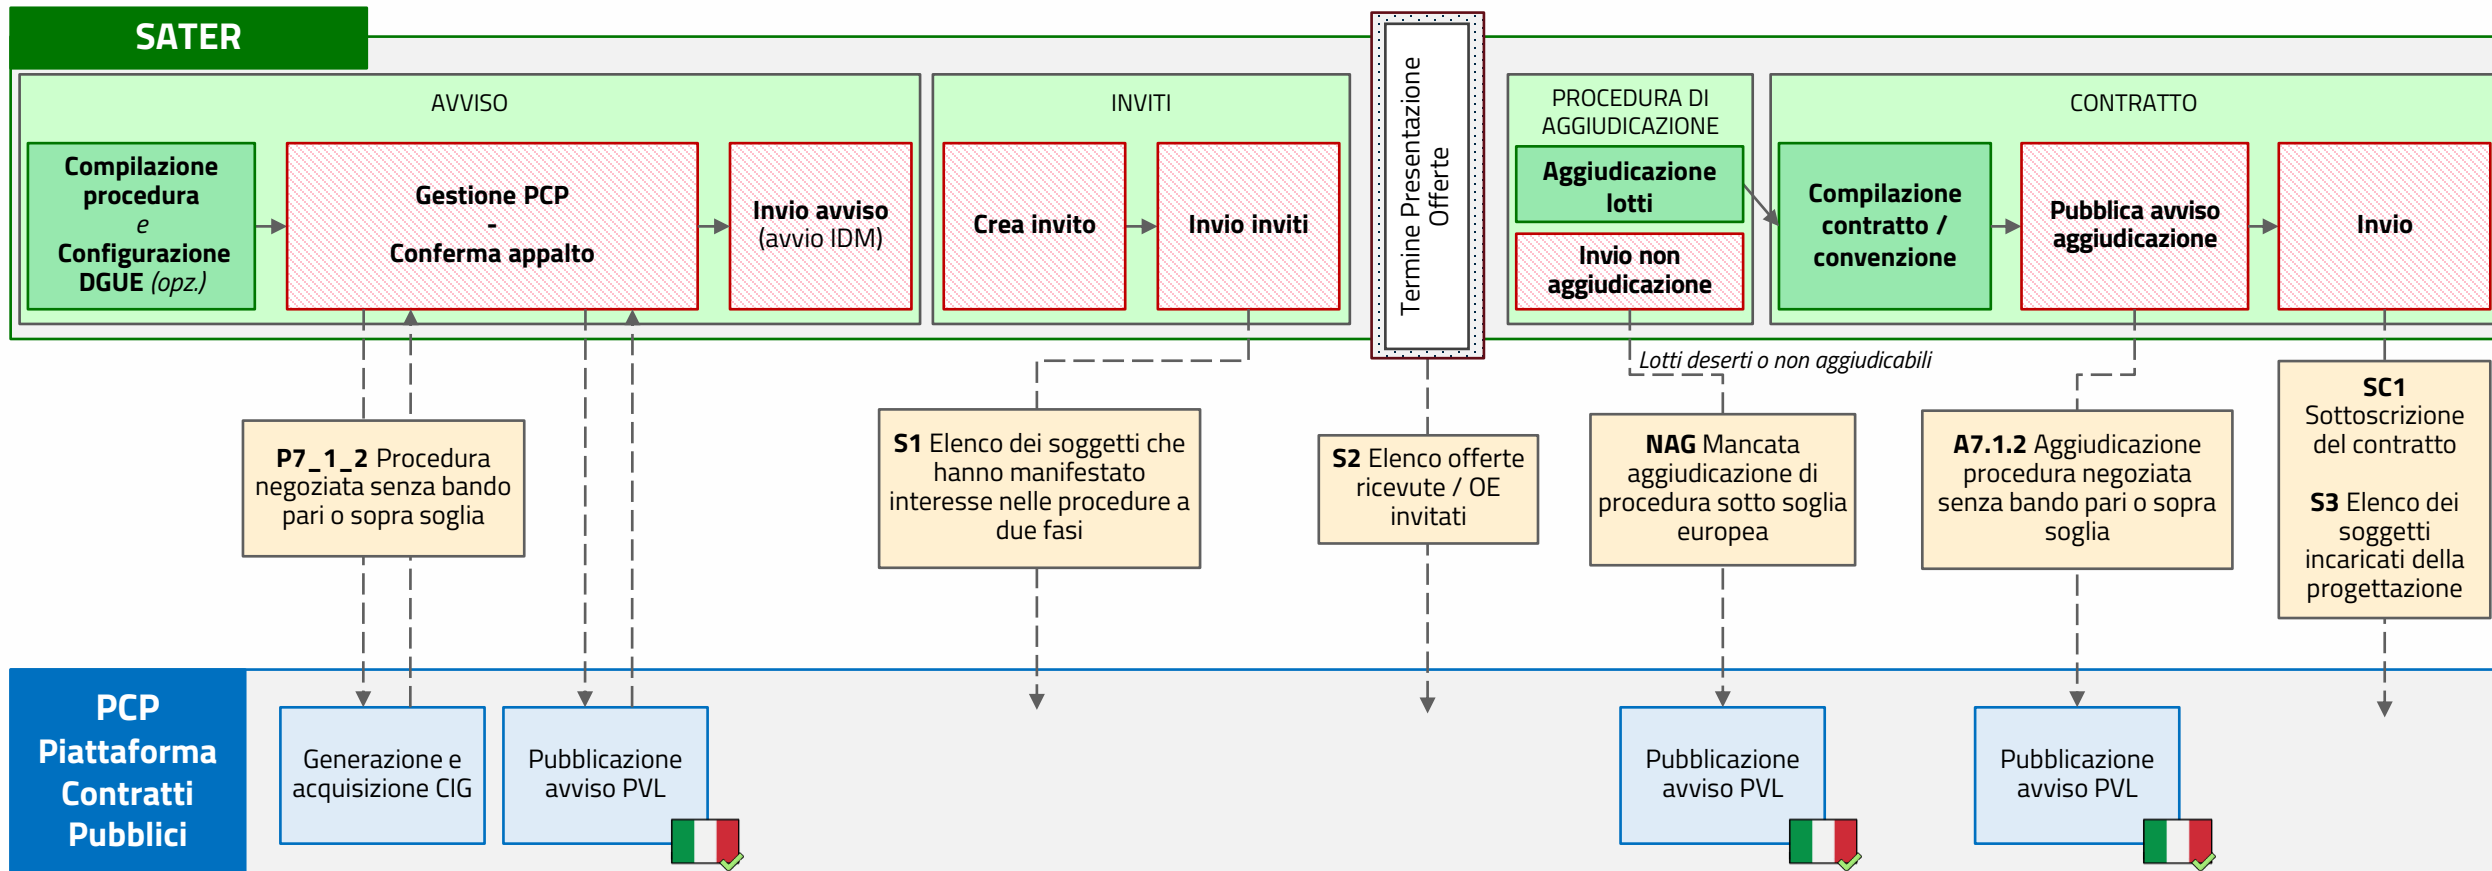 SATER
AVVISO
Compilazione
procedura
e
Configurazione
DGUE (opz.)
Gestione PCP
-
Conferma appalto
Invio avviso
(avvio IDM)
INVITI
Crea invito
Invio inviti
Termine Presentazione
Offerte
PROCEDURA DI
AGGIUDICAZIONE
Aggiudicazione
lotti
Invio non
aggiudicazione
CONTRATTO
Compilazione
contratto /
convenzione
Pubblica avviso
aggiudicazione
Invio
Lotti deserti o non aggiudicabili
P7_1_2 Procedura
negoziata senza bando
pari o sopra soglia
S1 Elenco dei soggetti che
hanno manifestato
interesse nelle procedure a
due fasi
S2 Elenco offerte
ricevute / OE
invitati
NAG Mancata
aggiudicazione di
procedura sotto soglia
europea
A7.1.2 Aggiudicazione
procedura negoziata
senza bando pari o sopra
soglia
SC1
Sottoscrizione
del contratto
S3 Elenco dei
soggetti
incaricati della
progettazione
PCP
Piattaforma
Contratti
Pubblici
Generazione e
acquisizione CIG
Pubblicazione
avviso PVL
Pubblicazione
avviso PVL
Pubblicazione
avviso PVL